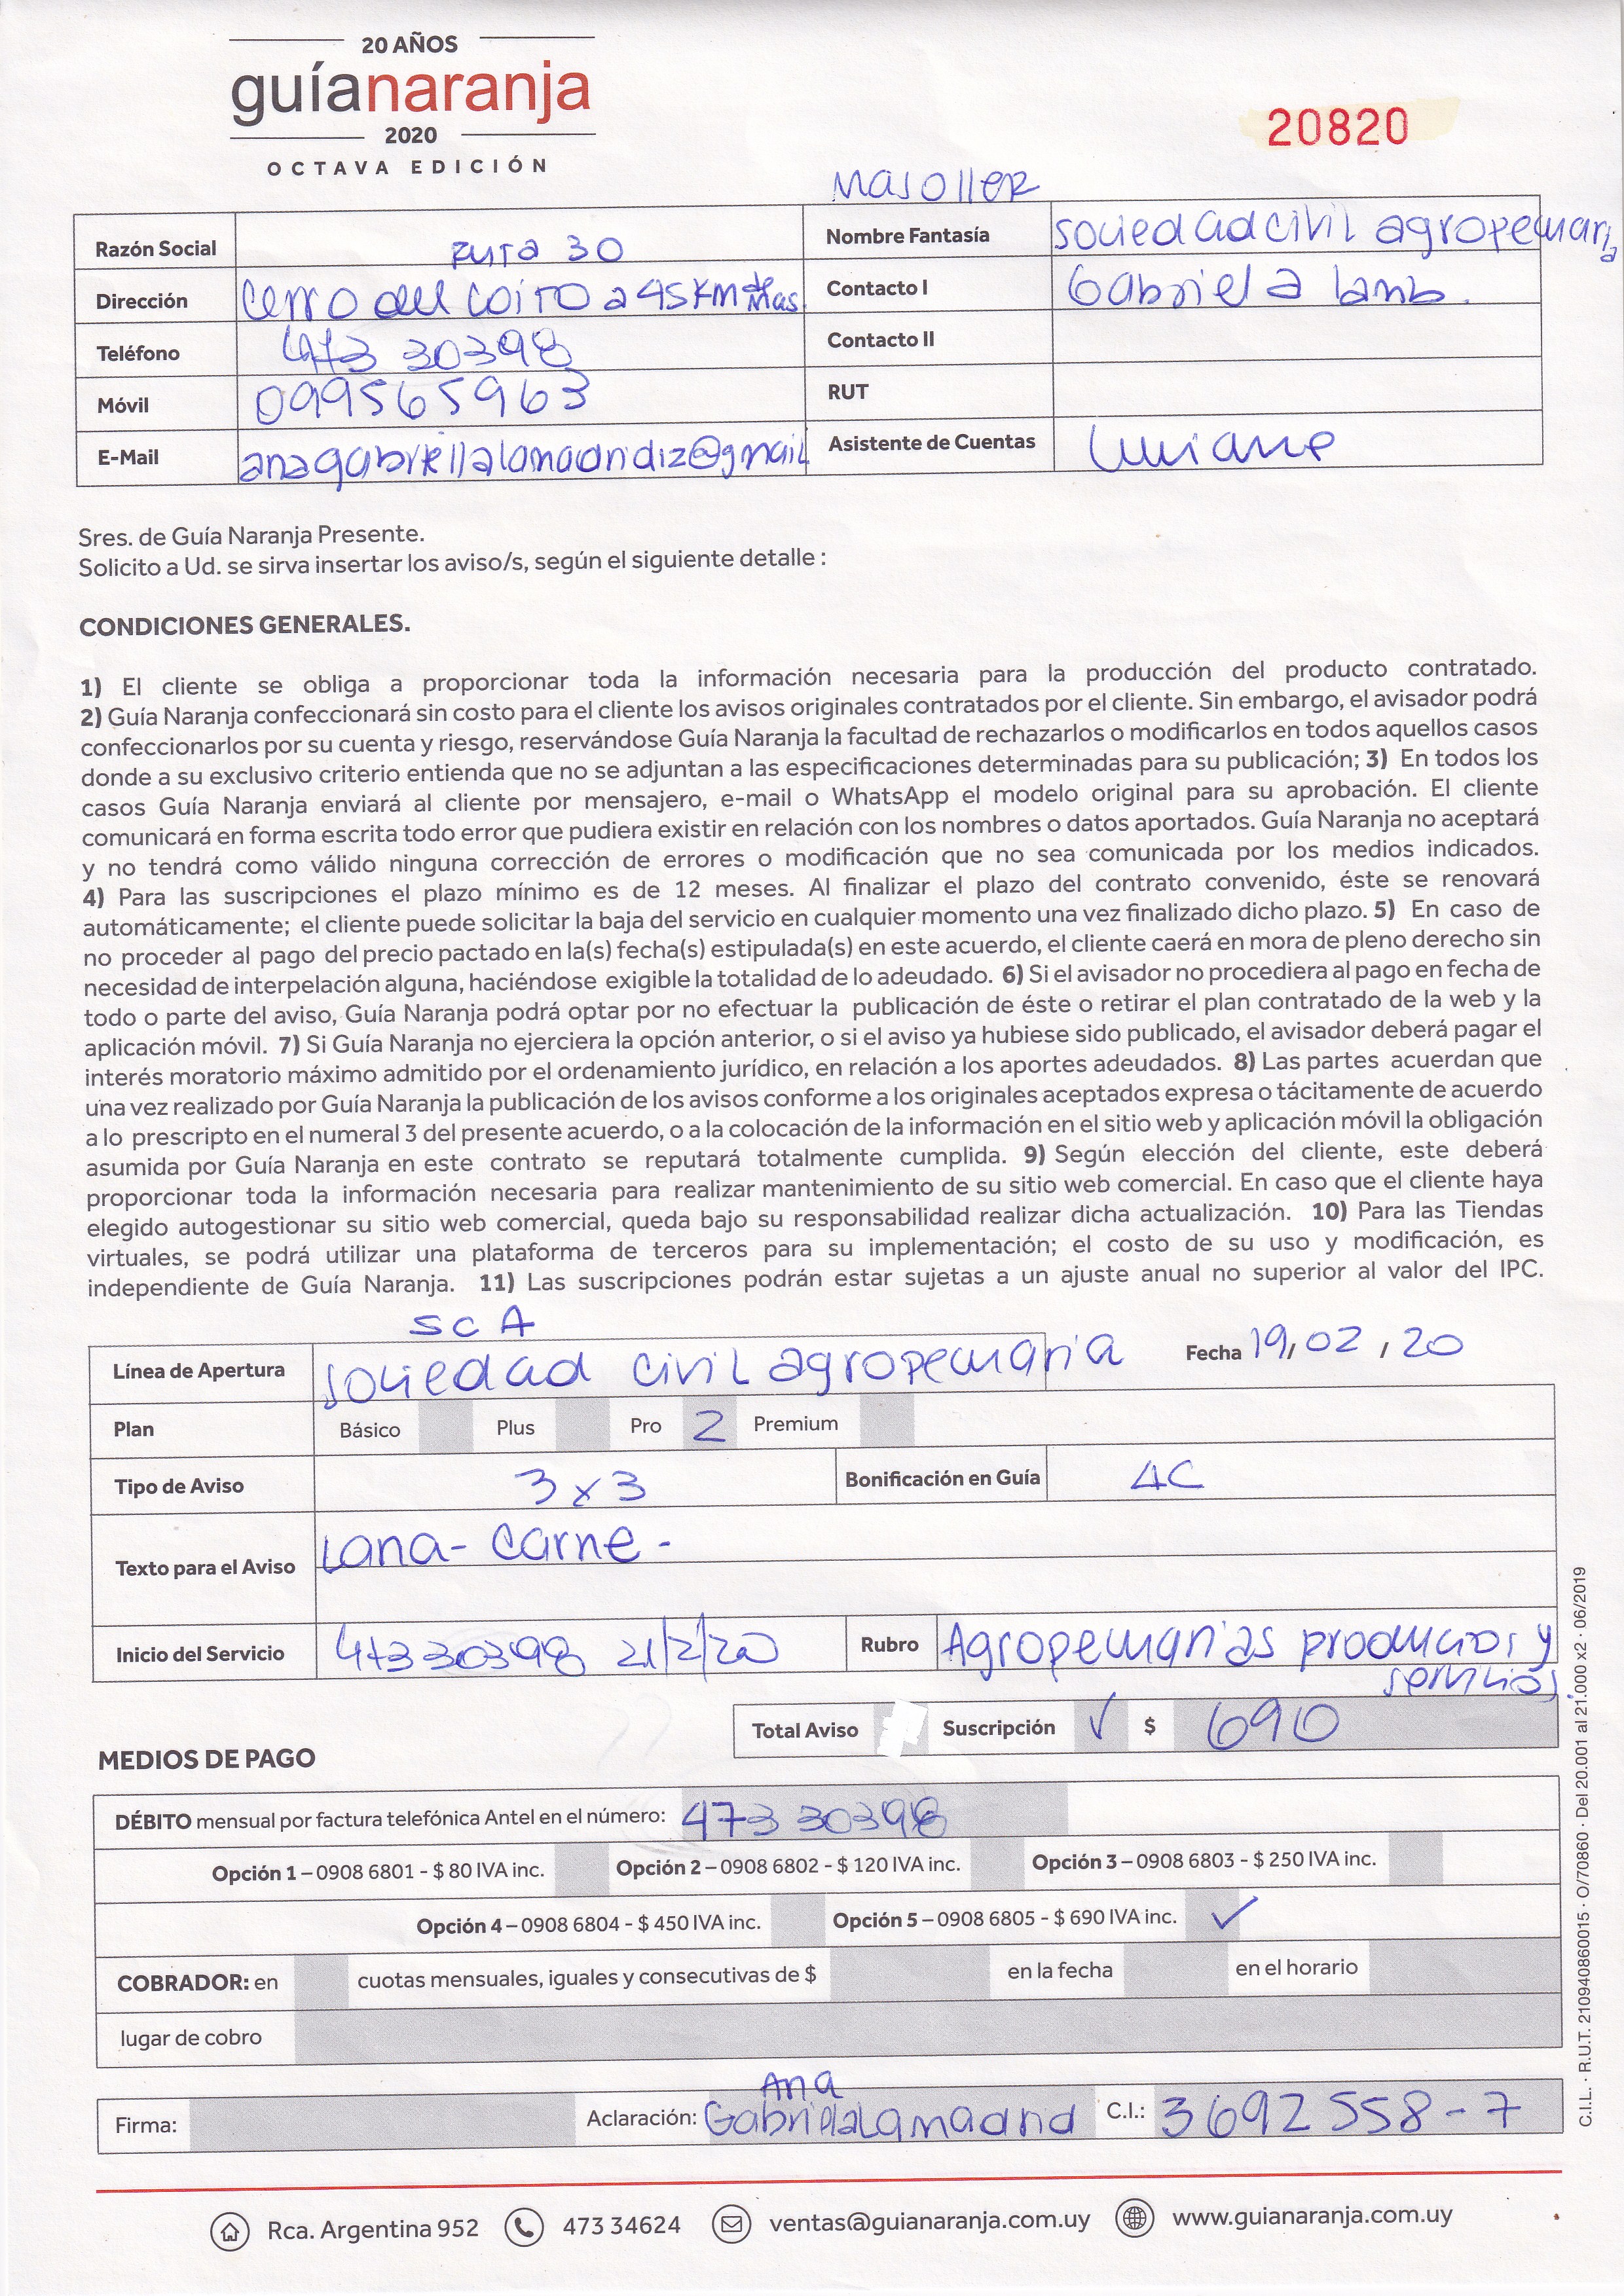 20 AÑOS
guíanaranja
2020
OCTAVA EDICIÓN
20820
Masoller
Razón Social
Ruta 30
Nombre Fantasía sociedad civil agropecuaria
Dirección Cerro del a 45 km de Mas.
Contacto I Gabriela
Teléfono 473 30398
Contacto II
Móvil 099565963
RUT
E-Mail anagabriellalamadridiz@gmail
Asistente de Cuentas
Sres. de Guía Naranja Presente.
Solicito a Ud. se sirva insertar los aviso/s, según el siguiente detalle :
CONDICIONES GENERALES.
1) El cliente se obliga a proporcionar toda la información necesaria para la producción del producto contratado.
2) Guía Naranja confeccionará sin costo para el cliente los avisos originales contratados por el cliente. Sin embargo, el avisador podrá
confeccionarlos por su cuenta y riesgo, reservándose Guía Naranja la facultad de rechazarlos o modificarlos en todos aquellos casos
donde a su exclusivo criterio entienda que no se adjuntan a las especificaciones determinadas para su publicación; 3) En todos los
casos Guía Naranja enviará al cliente por mensajero, e-mail o WhatsApp el modelo original para su aprobación. El cliente
comunicará en forma escrita todo error que pudiera existir en relación con los nombres o datos aportados. Guía Naranja no aceptará
y no tendrá como válido ninguna corrección de errores o modificación que no sea comunicada por los medios indicados.
4) Para las suscripciones el plazo mínimo es de 12 meses. Al finalizar el plazo del contrato convenido, éste se renovará
automáticamente; el cliente puede solicitar la baja del servicio en cualquier momento una vez finalizado dicho plazo. 5) En caso de
no proceder al pago del precio pactado en la(s) fecha(s) estipulada(s) en este acuerdo, el cliente caerá en mora de pleno derecho sin
necesidad de interpelación alguna, haciéndose exigible la totalidad de lo adeudado. 6) Si el avisador no procediera al pago en fecha de
todo o parte del aviso, Guía Naranja podrá optar por no efectuar la publicación de éste o retirar el plan contratado de la web y la
aplicación móvil. 7) Si Guía Naranja no ejerciera la opción anterior, o si el aviso ya hubiese sido publicado, el avisador deberá pagar el
interés moratorio máximo admitido por el ordenamiento jurídico, en relación a los aportes adeudados. 8) Las partes acuerdan que
una vez realizado por Guía Naranja la publicación de los avisos conforme a los originales aceptados expresa o tácitamente de acuerdo
a lo prescripto en el numeral 3 del presente acuerdo, o a la colocación de la información en el sitio web y aplicación móvil la obligación
asumida por Guía Naranja en este contrato se reputará totalmente cumplida. 9) Según elección del cliente, este deberá
proporcionar toda la información necesaria para realizar mantenimiento de su sitio web comercial. En caso que el cliente haya
elegido autogestionar su sitio web comercial, queda bajo su responsabilidad realizar dicha actualización. 10) Para las Tiendas
virtuales, se podrá utilizar una plataforma de terceros para su implementación; el costo de su uso y modificación, es
independiente de Guía Naranja. 11) Las suscripciones podrán estar sujetas a un ajuste anual no superior al valor del IPC.
SCA
Línea de Apertura sociedad civil agropecuaria Fecha 19/02/20
Plan Básico Plus Pro 2 Premium
Tipo de Aviso 3x3 Bonificación en Guía 4C
Texto para el Aviso Lana- Carne -
Inicio del Servicio 47330398 21/2/20 Rubro Agropecuarias produccion y
servicios.
Total Aviso Suscripción ✓ $ 690
MEDIOS DE PAGO
DÉBITO mensual por factura telefónica Antel en el número: 473 30398
Opción 1 – 0908 6801 - $ 80 IVA inc. Opción 2 – 0908 6802 - $ 120 IVA inc. Opción 3 – 0908 6803 - $ 250 IVA inc.
Opción 4 – 0908 6804 - $ 450 IVA inc. Opción 5 – 0908 6805 - $ 690 IVA inc. ✓
COBRADOR: en cuotas mensuales, iguales y consecutivas de $ en la fecha en el horario
lugar de cobro
Ana
Firma: Aclaración: Gabriela Lamadrid C.I.: 3692558-7
Rca. Argentina 952 473 34624 ventas@guianaranja.com.uy www.guianaranja.com.uy
C.I.L. · R.U.T. 210940860015 · O/70860 · Del 20.001 al 21.000 x2 · 06/2019